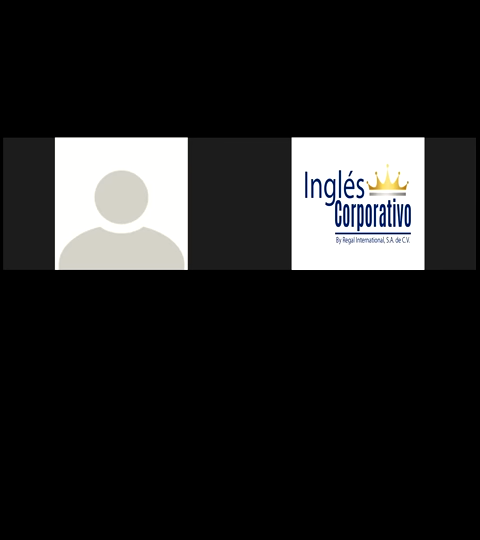 Inglés
Corporativo
By Regal International, S.A. de C.V.